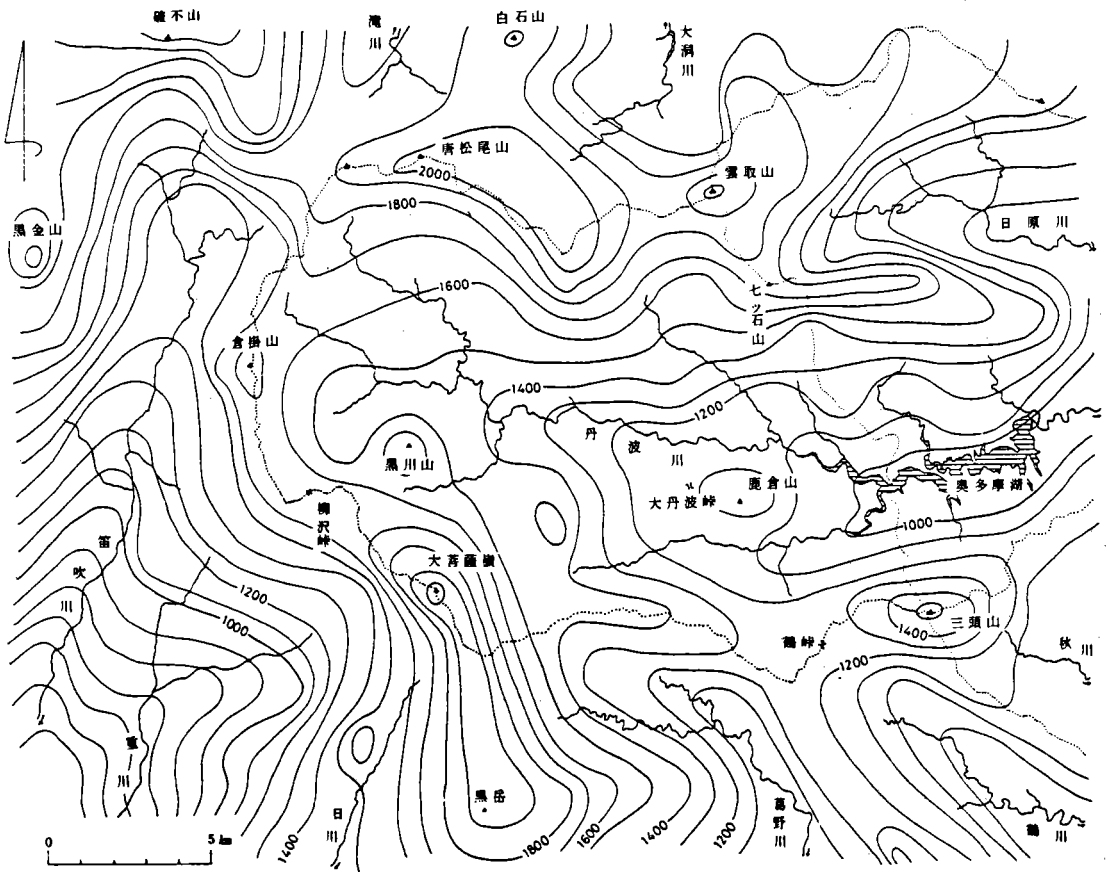 滝川
白石山
大洞川
唐松尾山
2000
雲取山
1800
黒金山
日原川
1600
七ッ石山
倉掛山
1400
1200
丹波川
黒川山
鹿倉山
大丹波峠
奥多摩湖
柳沢峠
1000
笛吹川
大菩薩嶺
1200
1000
三頭山
1400
鶴峠
秋川
1200
重川
黒岳
日川
葛野川
鶴川
0 5 km
1400
1800
1600
1400
1200